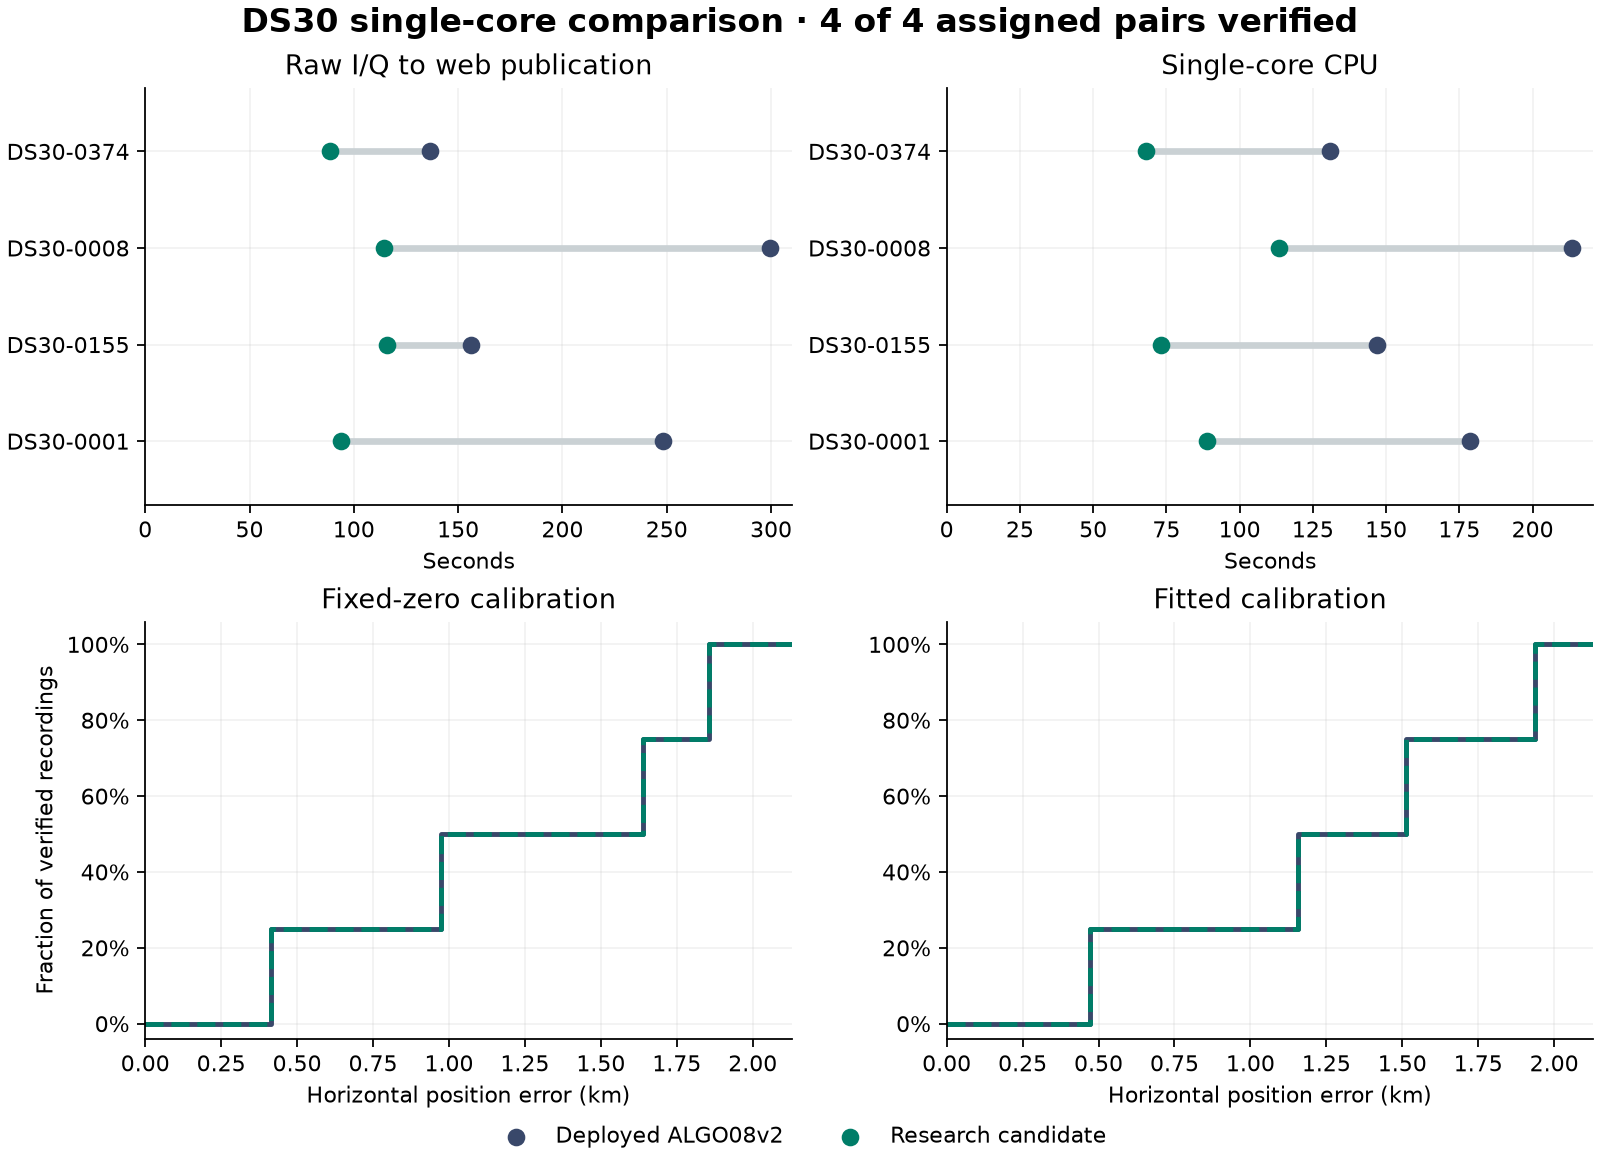 DS30 single-core comparison · 4 of 4 assigned pairs verified
Raw I/Q to web publication
DS30-0374
DS30-0008
DS30-0155
DS30-0001
0 50 100 150 200 250 300
Seconds
Single-core CPU
DS30-0374
DS30-0008
DS30-0155
DS30-0001
0 25 50 75 100 125 150 175 200
Seconds
Fixed-zero calibration
Fraction of verified recordings
100%
80%
60%
40%
20%
0%
0.00 0.25 0.50 0.75 1.00 1.25 1.50 1.75 2.00
Horizontal position error (km)
Fitted calibration
100%
80%
60%
40%
20%
0%
0.00 0.25 0.50 0.75 1.00 1.25 1.50 1.75 2.00
Horizontal position error (km)
Deployed ALGO08v2
Research candidate